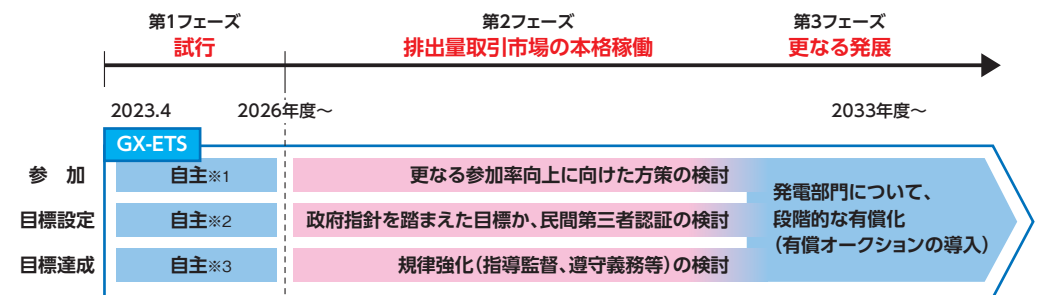 第1フェーズ 第2フェーズ 第3フェーズ
試行 排出量取引市場の本格稼働 更なる発展
2023.4 2026年度〜 2033年度〜
GX-ETS
参 加 自主※1 更なる参加率向上に向けた方策の検討
目標設定 自主※2 政府指針を踏まえた目標か、民間第三者認証の検討
目標達成 自主※3 規律強化(指導監督、遵守義務等)の検討
発電部門について、
段階的な有償化
(有償オークションの導入)